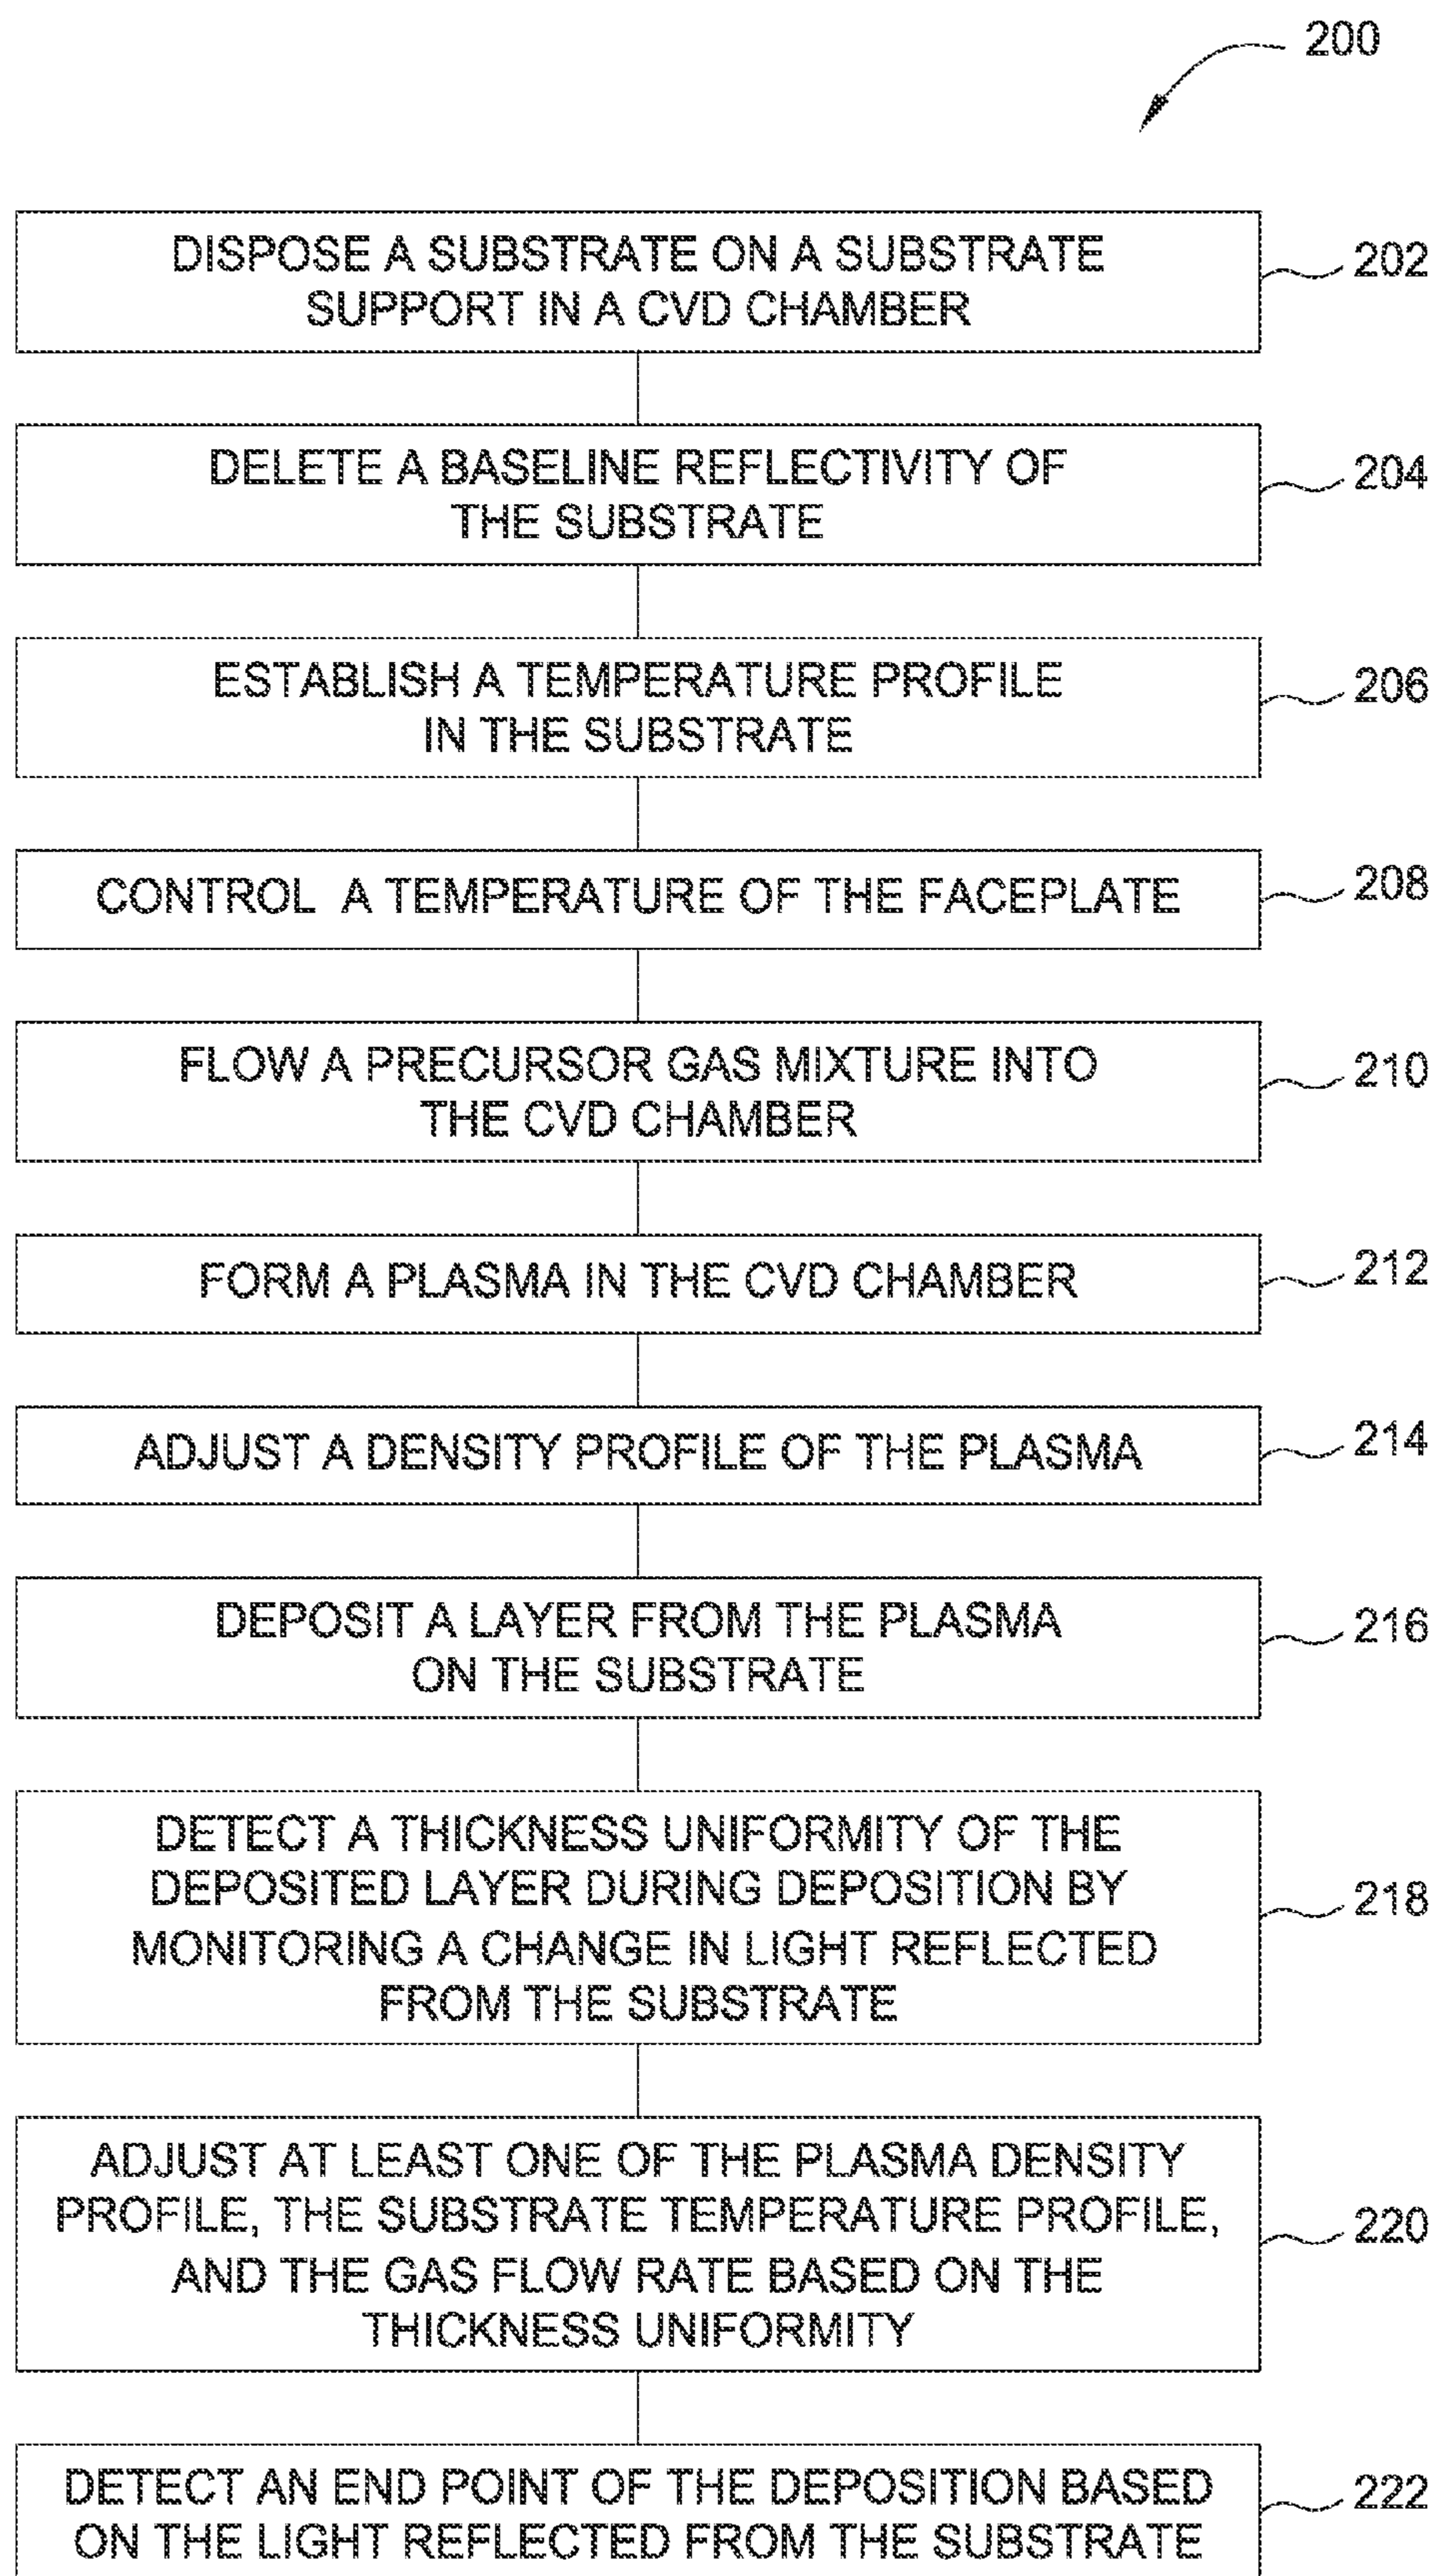 200
DISPOSE A SUBSTRATE ON A SUBSTRATE
SUPPORT IN A CVD CHAMBER
202
DELETE A BASELINE REFLECTIVITY OF
THE SUBSTRATE
204
ESTABLISH A TEMPERATURE PROFILE
IN THE SUBSTRATE
206
CONTROL A TEMPERATURE OF THE FACEPLATE
208
FLOW A PRECURSOR GAS MIXTURE INTO
THE CVD CHAMBER
210
FORM A PLASMA IN THE CVD CHAMBER
212
ADJUST A DENSITY PROFILE OF THE PLASMA
214
DEPOSIT A LAYER FROM THE PLASMA
ON THE SUBSTRATE
216
DETECT A THICKNESS UNIFORMITY OF THE
DEPOSITED LAYER DURING DEPOSITION BY
MONITORING A CHANGE IN LIGHT REFLECTED
FROM THE SUBSTRATE
218
ADJUST AT LEAST ONE OF THE PLASMA DENSITY
PROFILE, THE SUBSTRATE TEMPERATURE PROFILE,
AND THE GAS FLOW RATE BASED ON THE
THICKNESS UNIFORMITY
220
DETECT AN END POINT OF THE DEPOSITION BASED
ON THE LIGHT REFLECTED FROM THE SUBSTRATE
222